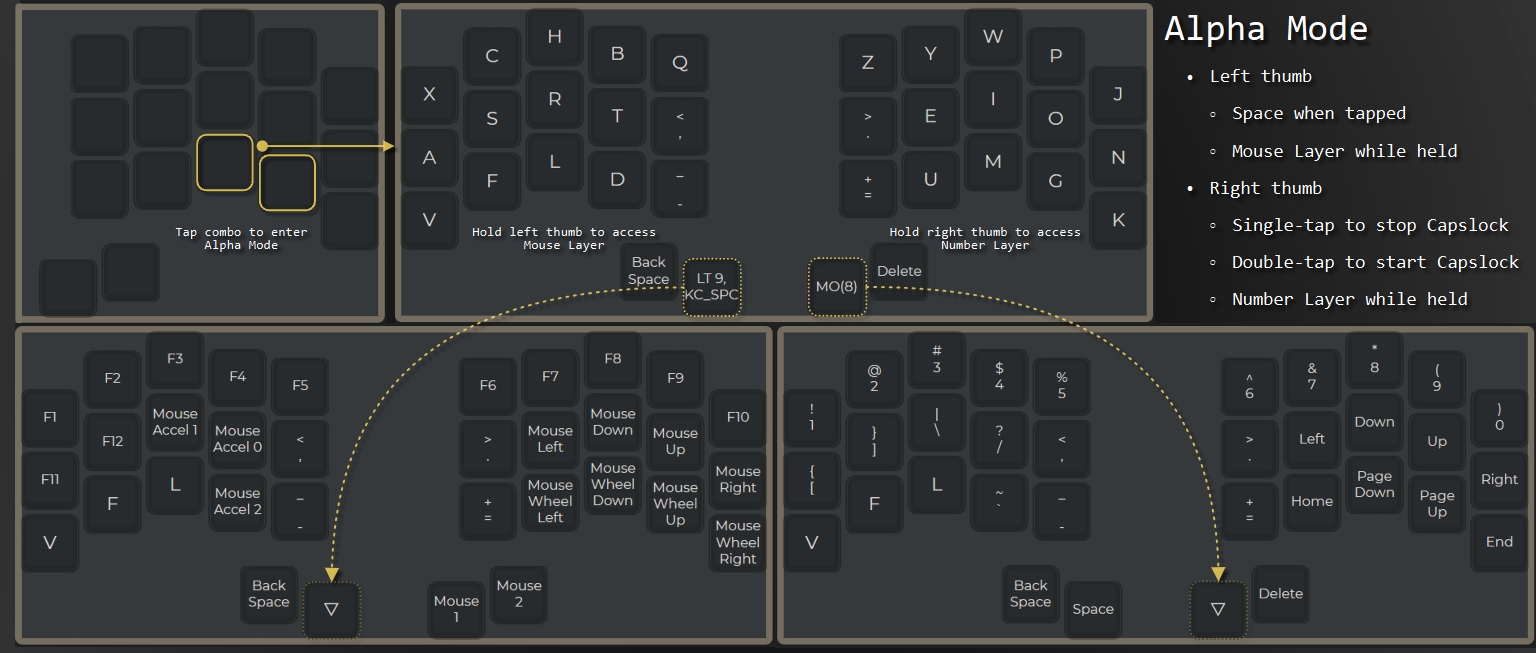 Alpha Mode
• Left thumb
◦ Space when tapped
◦ Mouse Layer while held
• Right thumb
◦ Single-tap to stop Capslock
◦ Double-tap to start Capslock
◦ Number Layer while held
Tap combo to enter
Alpha Mode
X C H B Q
A S R T <
,
V F L D _
-
Z Y W P J
>
.
E I O N
+
=
U M G K
Hold left thumb to access
Mouse Layer
Hold right thumb to access
Number Layer
Back
Space
LT 9,
KC_SPC
MO(8)
Delete
F1 F2 F3 F4 F5
F11 F12
Mouse
Accel 1
Mouse
Accel 0
<
,
V F L
Mouse
Accel 2
_
-
F6 F7 F8 F9 F10
>
.
Mouse
Left
Mouse
Down
Mouse
Up
Mouse
Right
+
=
Mouse
Wheel
Left
Mouse
Wheel
Down
Mouse
Wheel
Up
Mouse
Wheel
Right
Back
Space
▽
Mouse
1
Mouse
2
!
1
@
2
#
3
$
4
%
5
{
[
}
]
|
\
?
/
<
,
V F L
~
`
_
-
^
6
&
7
*
8
(
9
)
0
>
.
Left
Down
Up
Right
+
=
Home
Page
Down
Page
Up
End
Back
Space
Space
▽
Delete